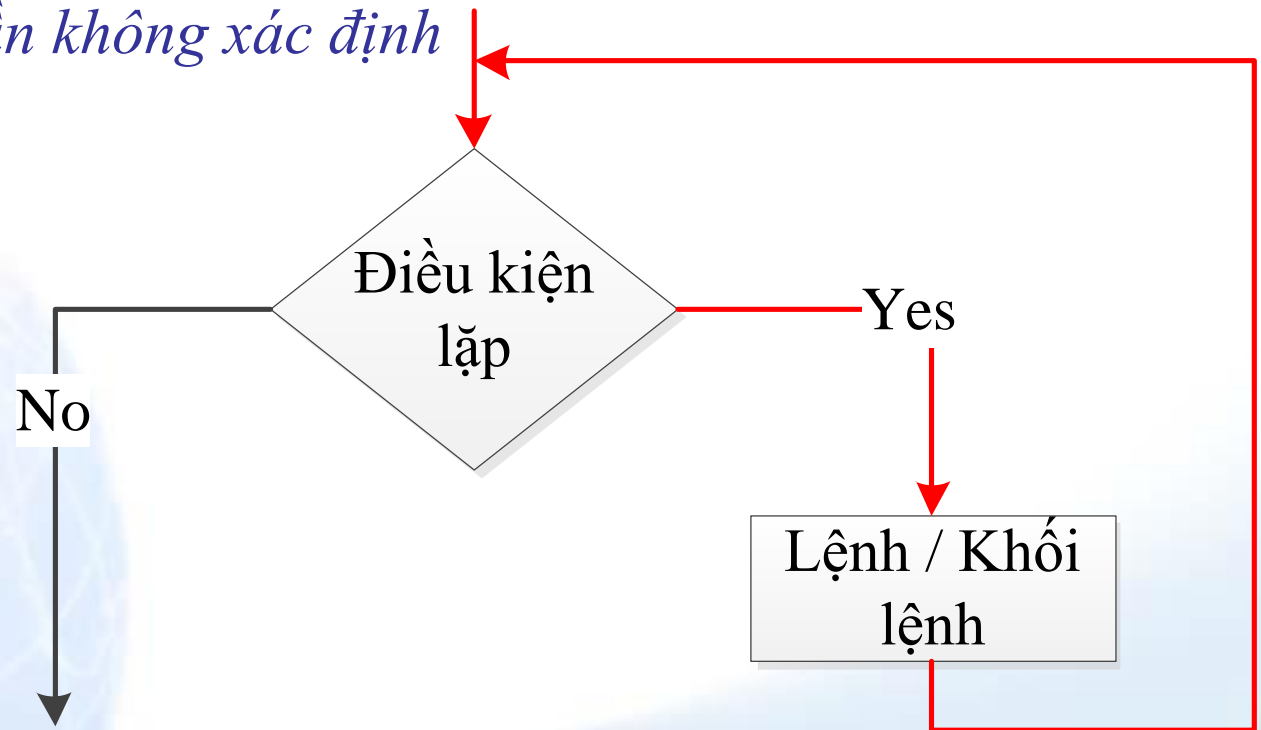 không xác định
Điều kiện
lặp
Yes
No
Lệnh / Khối
lệnh